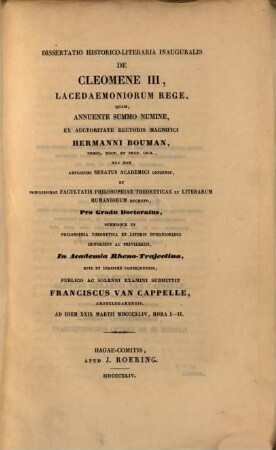 DISSERTATIO HISTORICO-LITERARIA INAUGURALIS
DE
CLEOMENE III,
LACEDAEMONIORUM REGE,
QUAM,
ANNUENTE SUMMO NUMINE,
EX AUCTORITATE RECTORIS MAGNIFICI
HERMANNI BOUMAN,
THEOL. DOCT. ET PROF. ORD.,
NEC NON
AMPLISSIMI SENATUS ACADEMICI CONSENSU,
ET
NOBILISSIMAE FACULTATIS PHILOSOPHIAE THEORETICAE ET LITERARUM
HUMANIORUM DECRETO,
Pro Gradu Doctoratus,
SUMMISQUE IN
PHILOSOPHIA THEORETICA ET LITERIS HUMANIORIBUS
HONORIBUS AC PRIVILEGIIS,
In Academia Rheno-Trajectina,
RITE ET LEGITIME CONSEQUENDIS,
PUBLICO AC SOLENNI EXAMINI SUBMITTIT
FRANCISCUS VAN CAPPELLE,
AMSTELODAMENSIS.
AD DIEM XXIX MARTII MDCCCXLIV, HORA I-II.
HAGAE-COMITIS,
APUD J. ROERING.
MDCCCXLIV.